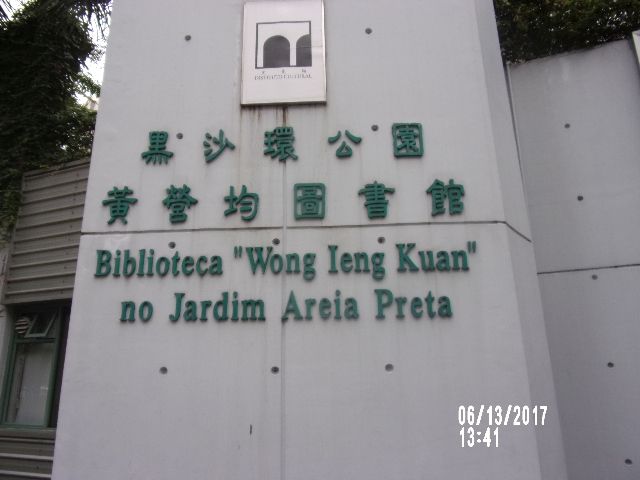 黑沙環公園
黃營均圖書館
Biblioteca "Wong Ieng Kuan"
no Jardim Areia Preta
06/13/2017
13:41